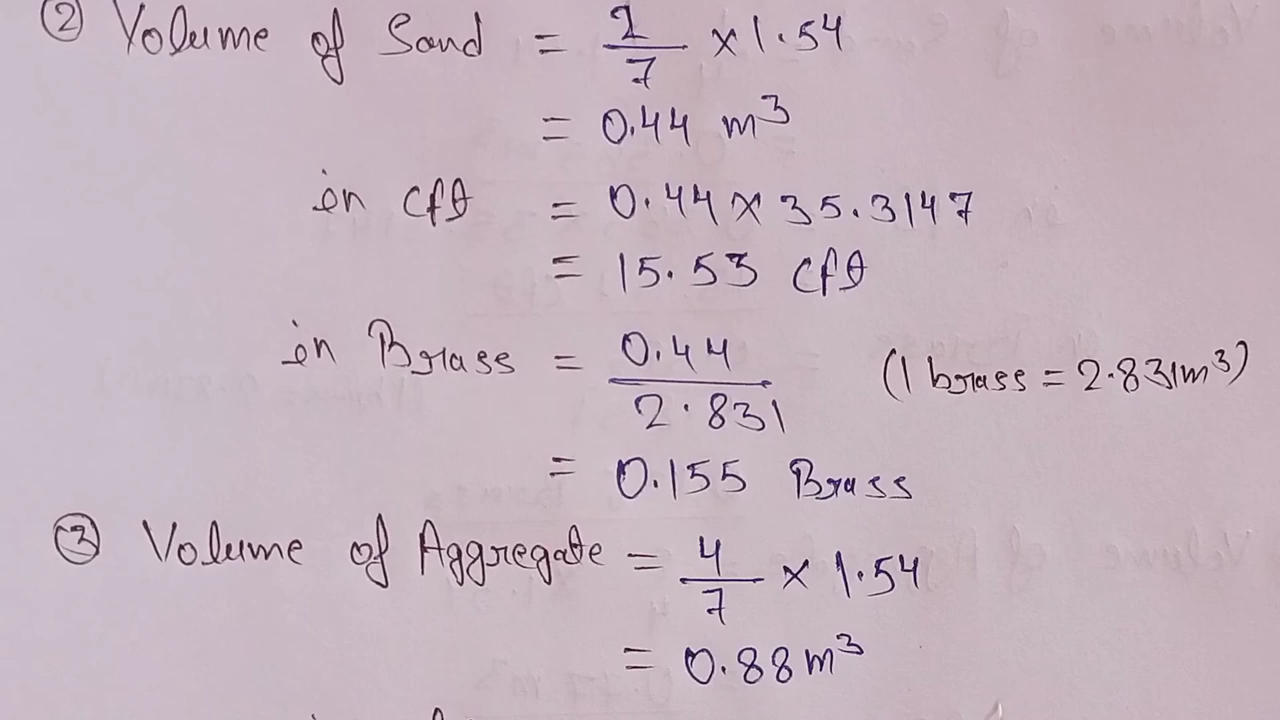 ② Volume of Sand = 2/7 × 1.54
= 0.44 m³
in cft = 0.44 × 35.3147
= 15.53 cft
in Brass = 0.44/2.831 (1 brass = 2.831m³)
= 0.155 Brass
③ Volume of Aggregate = 4/7 × 1.54
= 0.88m³